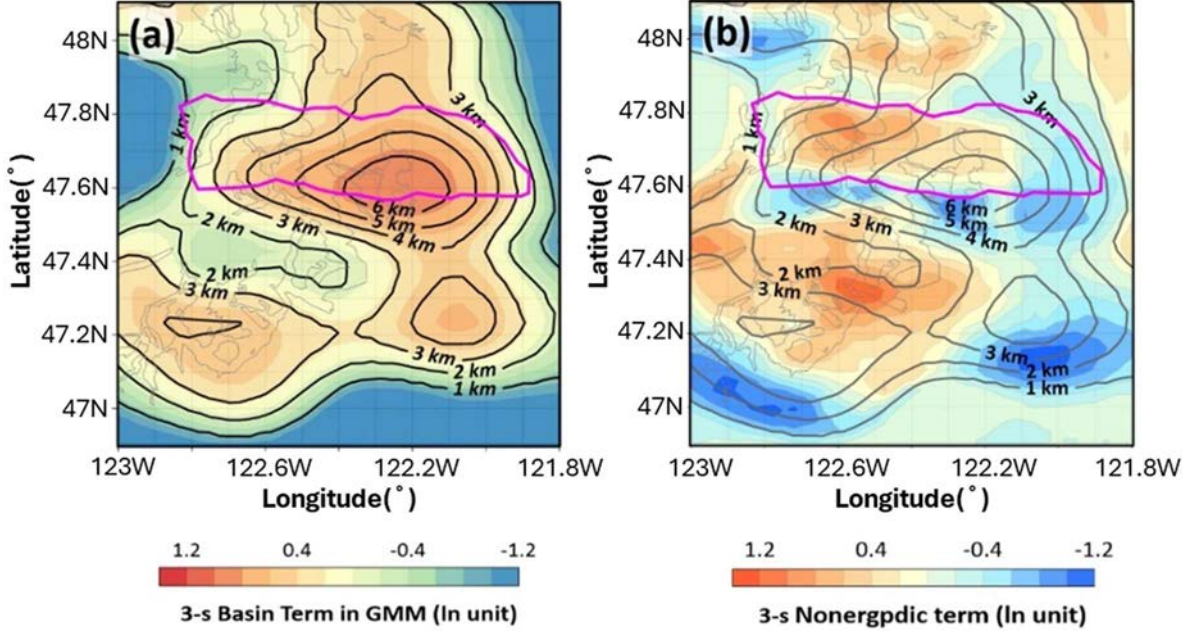 (a)
48N
47.8N
47.6N
47.4N
47.2N
47N
Latitude(°)
3 km
1 km
6 km
5 km
4 km
2 km
3 km
2 km
3 km
3 km
2 km
1 km
123W 122.6W 122.2W 121.8W
Longitude(°)
1.2 0.4 -0.4 -1.2
3-s Basin Term in GMM (ln unit)
(b)
48N
47.8N
47.6N
47.4N
47.2N
47N
Latitude(°)
3 km
1 km
6 km
5 km
4 km
2 km
3 km
2 km
3 km
3 km
2 km
1 km
123W 122.6W 122.2W 121.8W
Longitude(°)
1.2 0.4 -0.4 -1.2
3-s Nonergpdic term (ln unit)